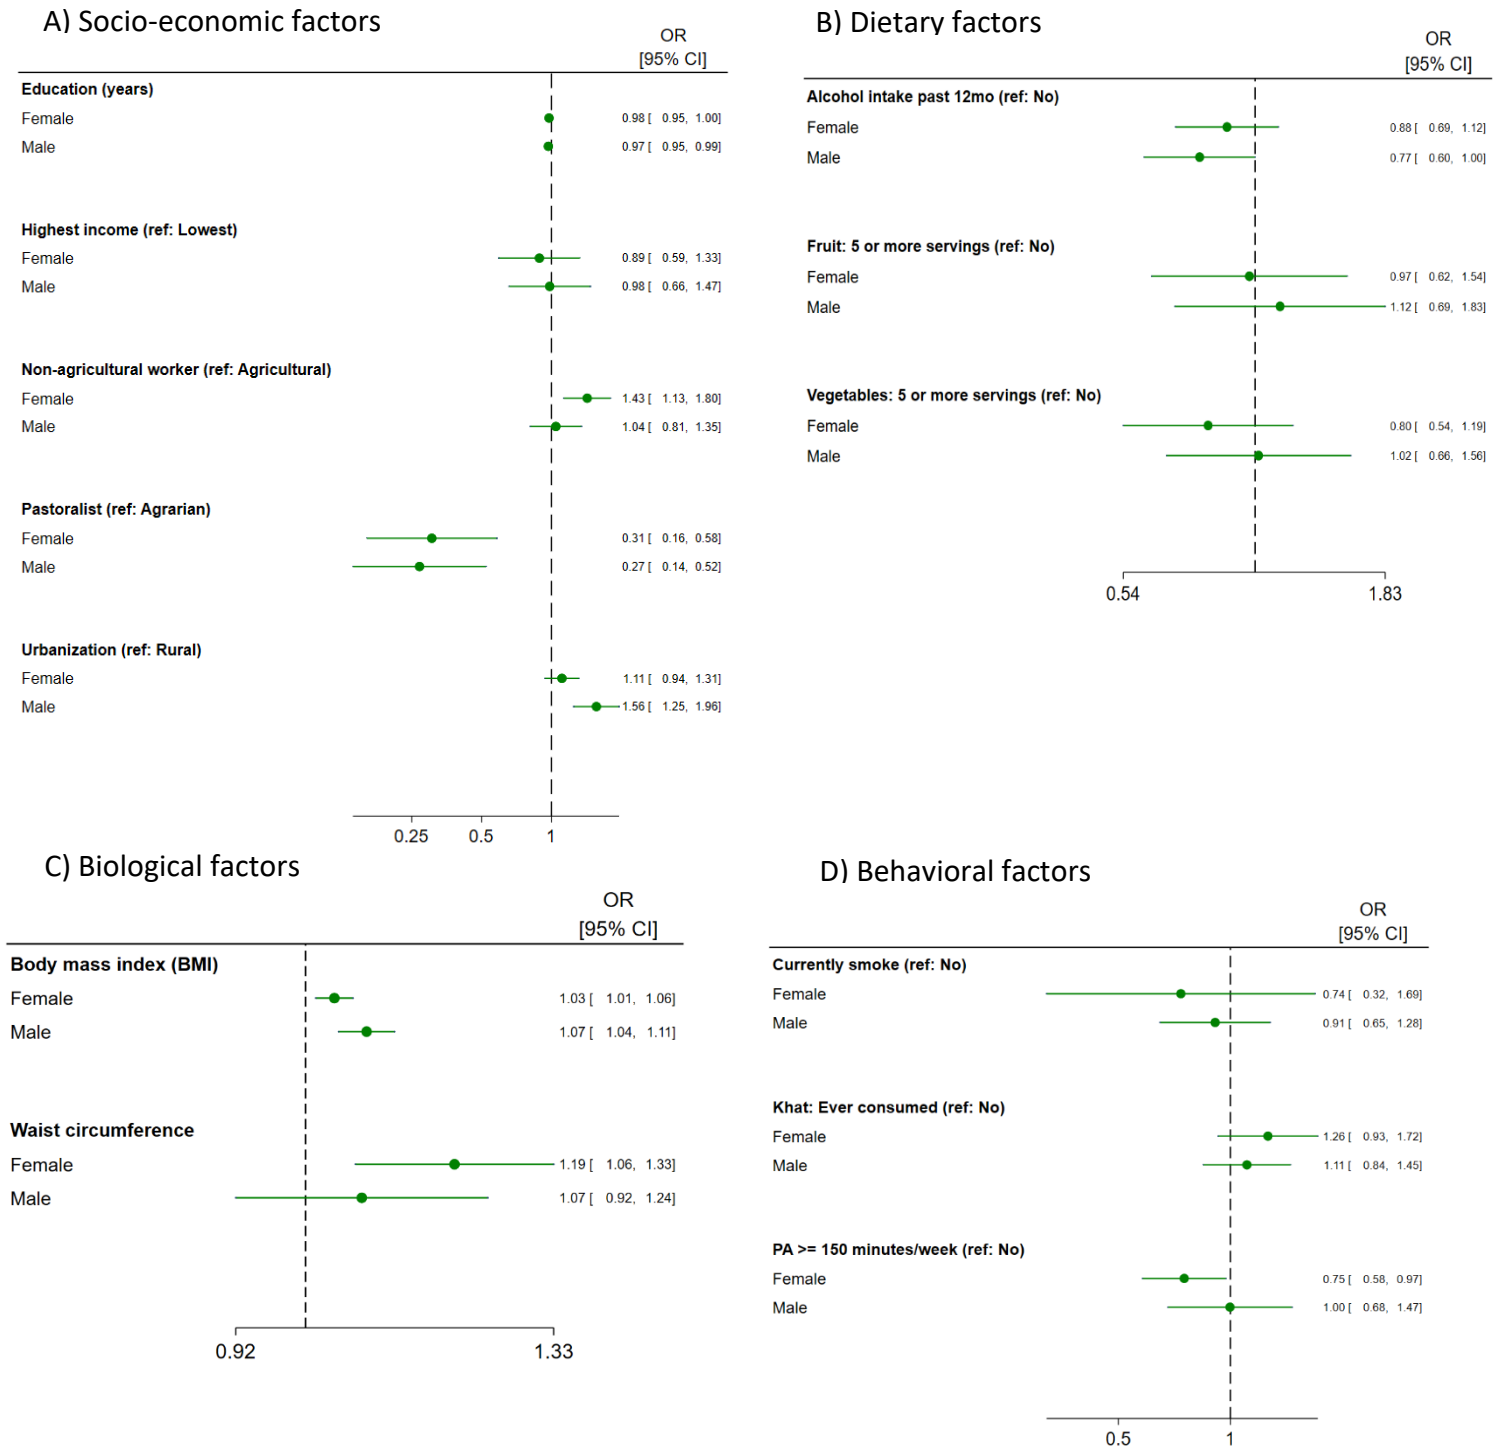 A) Socio-economic factors
OR
[95% CI]
Education (years)
Female 0.98 [ 0.95, 1.00]
Male 0.97 [ 0.95, 0.99]
Highest income (ref: Lowest)
Female 0.89 [ 0.59, 1.33]
Male 0.98 [ 0.66, 1.47]
Non-agricultural worker (ref: Agricultural)
Female 1.43 [ 1.13, 1.80]
Male 1.04 [ 0.81, 1.35]
Pastoralist (ref: Agrarian)
Female 0.31 [ 0.16, 0.58]
Male 0.27 [ 0.14, 0.52]
Urbanization (ref: Rural)
Female 1.11 [ 0.94, 1.31]
Male 1.56 [ 1.25, 1.96]
0.25 0.5 1
B) Dietary factors
OR
[95% CI]
Alcohol intake past 12mo (ref: No)
Female 0.88 [ 0.69, 1.12]
Male 0.77 [ 0.60, 1.00]
Fruit: 5 or more servings (ref: No)
Female 0.97 [ 0.62, 1.54]
Male 1.12 [ 0.69, 1.83]
Vegetables: 5 or more servings (ref: No)
Female 0.80 [ 0.54, 1.19]
Male 1.02 [ 0.66, 1.56]
0.54 1.83
C) Biological factors
OR
[95% CI]
Body mass index (BMI)
Female 1.03 [ 1.01, 1.06]
Male 1.07 [ 1.04, 1.11]
Waist circumference
Female 1.19 [ 1.06, 1.33]
Male 1.07 [ 0.92, 1.24]
0.92 1.33
D) Behavioral factors
OR
[95% CI]
Currently smoke (ref: No)
Female 0.74 [ 0.32, 1.69]
Male 0.91 [ 0.65, 1.28]
Khat: Ever consumed (ref: No)
Female 1.26 [ 0.93, 1.72]
Male 1.11 [ 0.84, 1.45]
PA >= 150 minutes/week (ref: No)
Female 0.75 [ 0.58, 0.97]
Male 1.00 [ 0.68, 1.47]
0.5 1